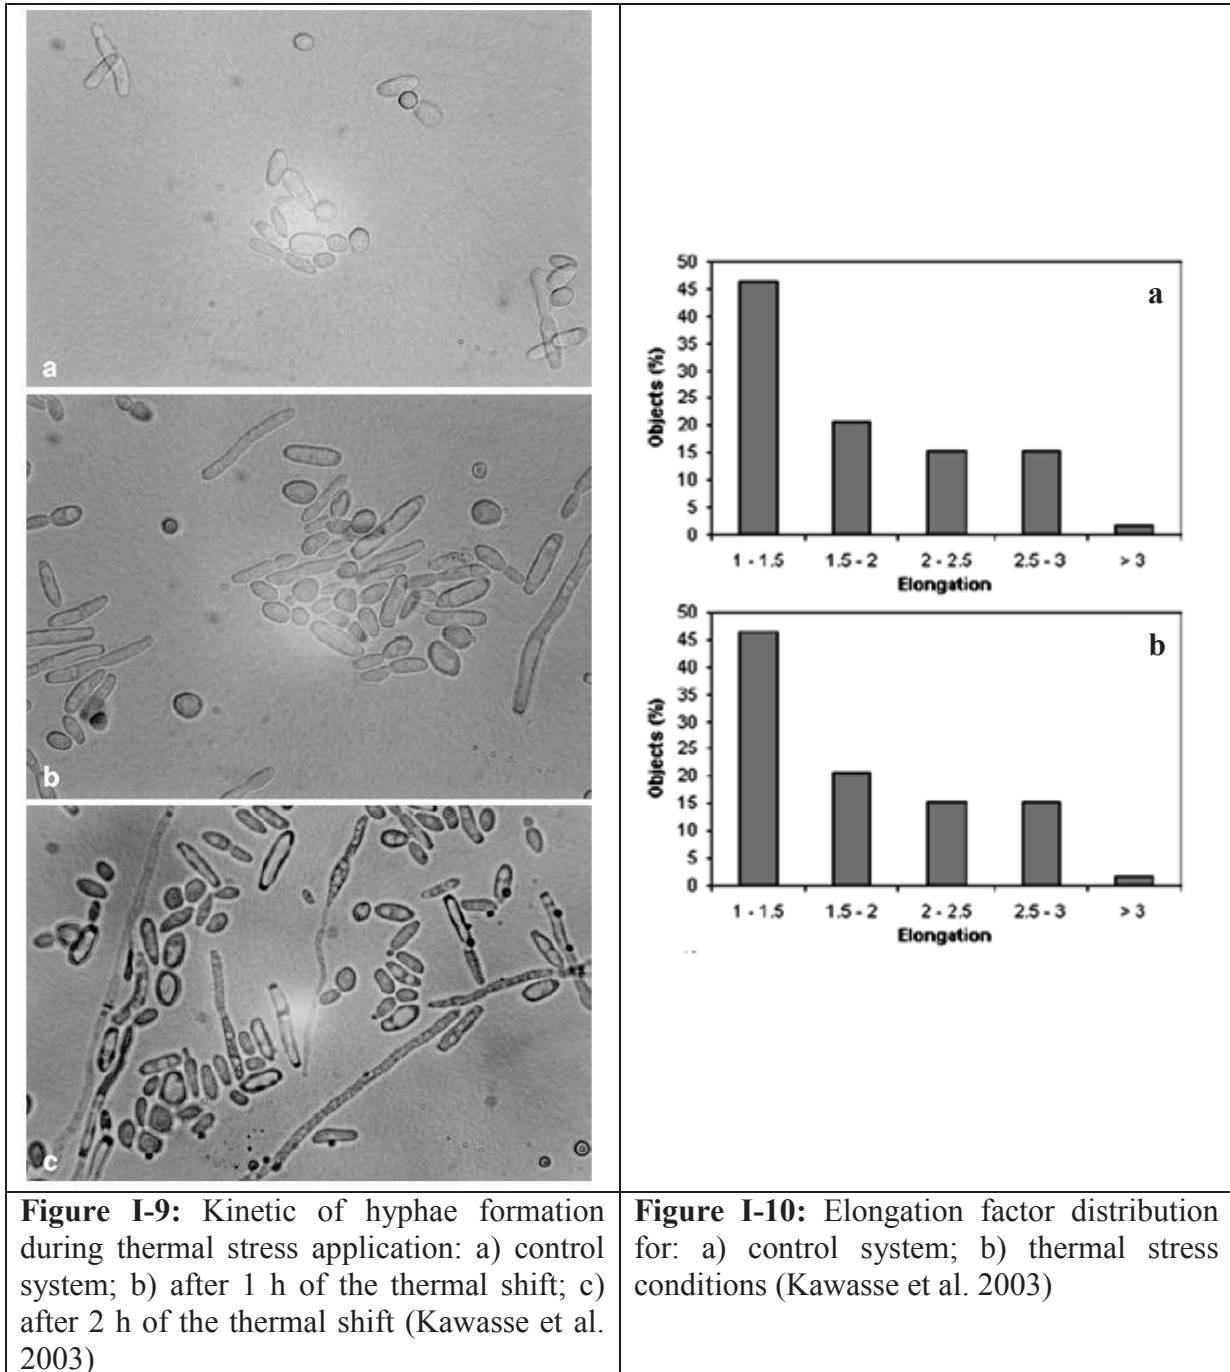 a
b
c
50
45
40
35
30
25
20
15
10
5
0
Objects (%)
a
1 - 1.5
1.5 - 2
2 - 2.5
2.5 - 3
> 3
Elongation
50
45
40
35
30
25
20
15
10
5
0
Objects (%)
b
1 - 1.5
1.5 - 2
2 - 2.5
2.5 - 3
> 3
Elongation
Figure I-9: Kinetic of hyphae formation
during thermal stress application: a) control
system; b) after 1 h of the thermal shift; c)
after 2 h of the thermal shift (Kawasse et al.
2003)
Figure I-10: Elongation factor distribution
for: a) control system; b) thermal stress
conditions (Kawasse et al. 2003)